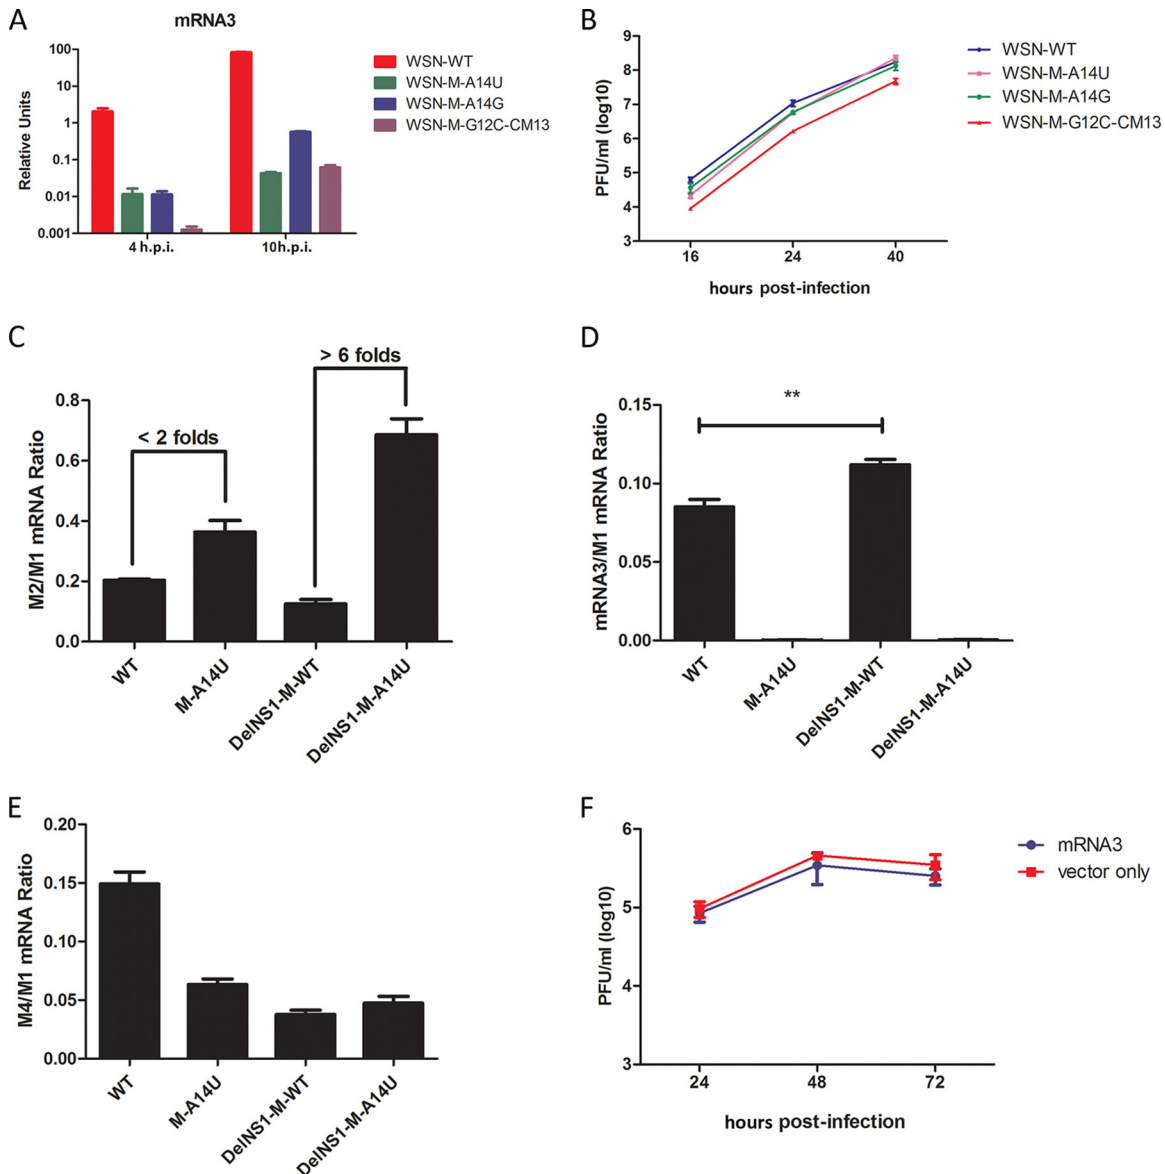 A
mRNA3
Relative Units
100
10
1
0.1
0.01
0.001
4 h.p.i.
10h.p.i.
WSN-WT
WSN-M-A14U
WSN-M-A14G
WSN-M-G12C-CM13
B
PFU/ml (log10)
9
8
7
6
5
4
3
16
24
40
hours post-infection
WSN-WT
WSN-M-A14U
WSN-M-A14G
WSN-M-G12C-CM13
C
M2/M1 mRNA Ratio
0.8
0.6
0.4
0.2
0.0
< 2 folds
> 6 folds
WT
M-A14U
DelNS1-M-WT
DelNS1-M-A14U
D
mRNA3/M1 mRNA Ratio
0.15
0.10
0.05
0.00
**
WT
M-A14U
DelNS1-M-WT
DelNS1-M-A14U
E
M4/M1 mRNA Ratio
0.20
0.15
0.10
0.05
0.00
WT
M-A14U
DelNS1-M-WT
DelNS1-M-A14U
F
PFU/ml (log10)
6
5
4
3
24
48
72
hours post-infection
mRNA3
vector only